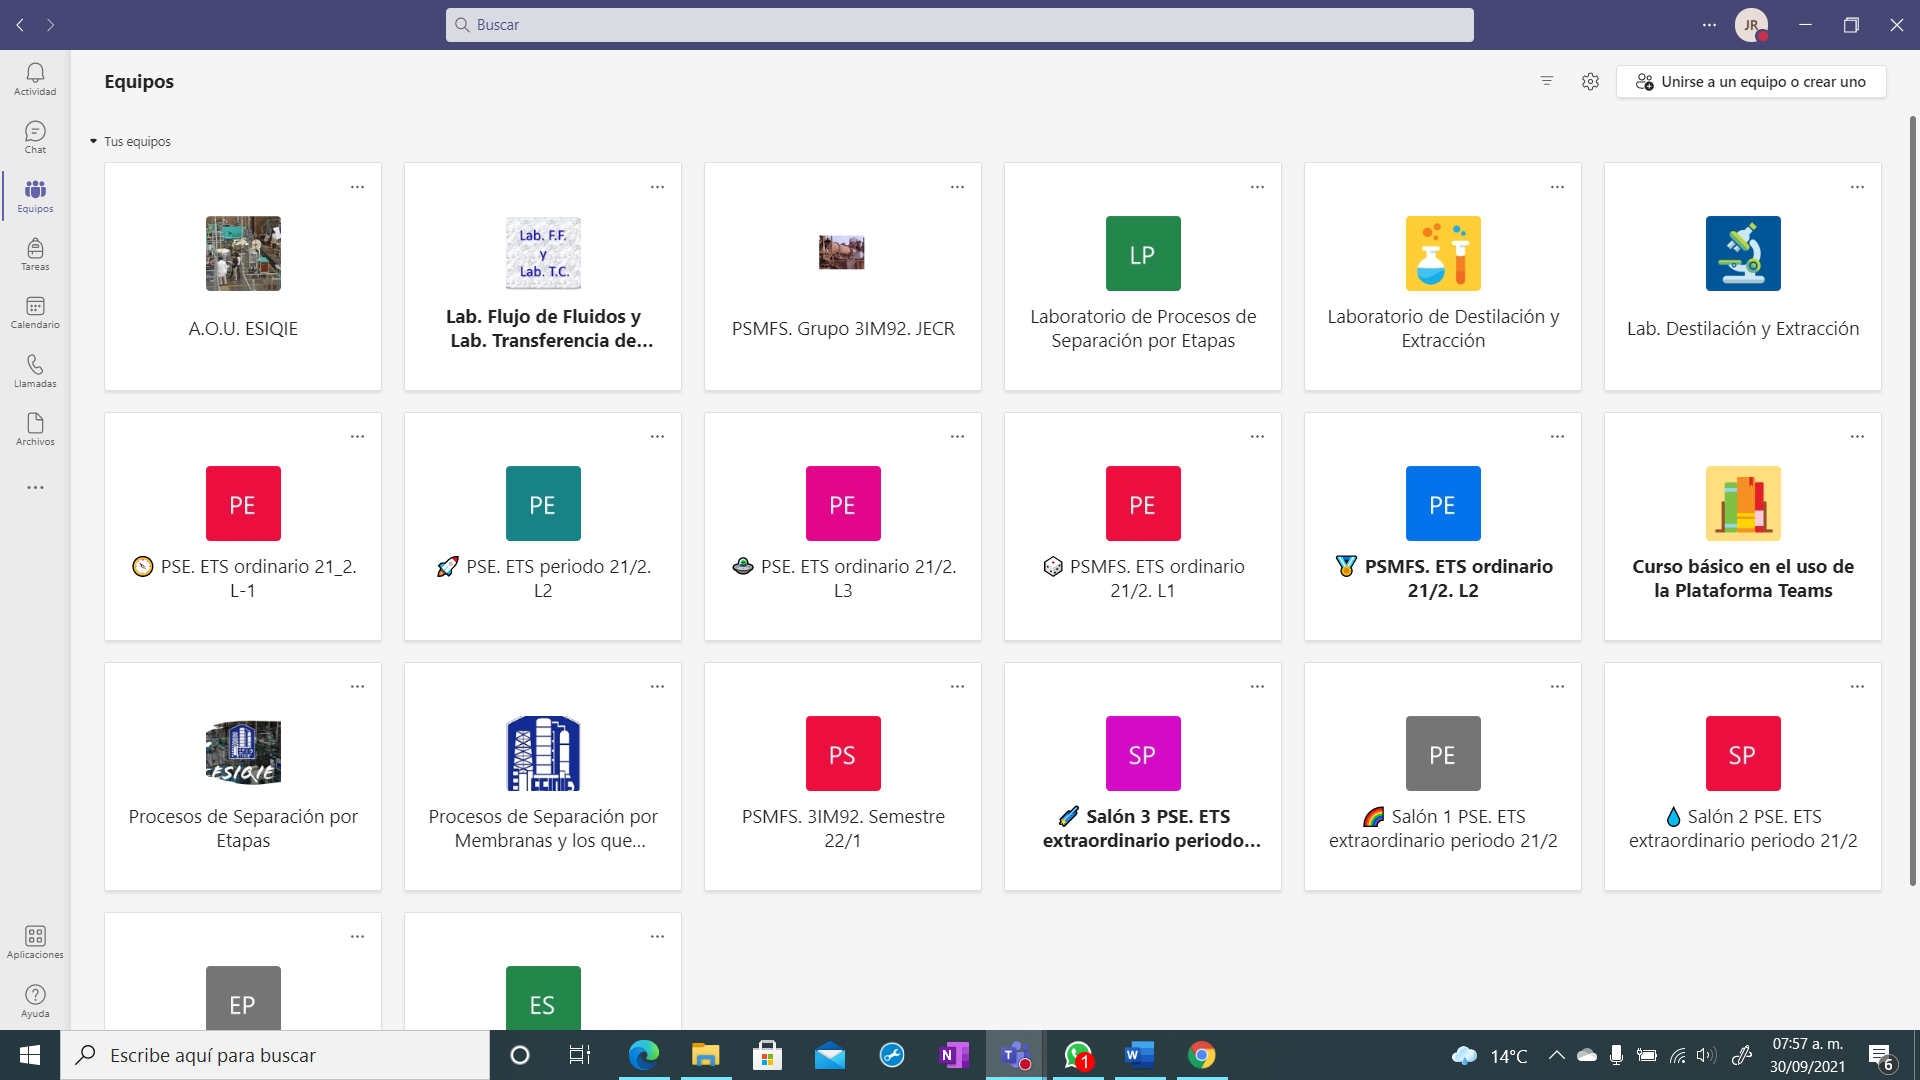 Buscar
JR
Actividad
Chat
Equipos
Tareas
Calendario
Llamadas
Archivos
Aplicaciones
Ayuda
Equipos
Unirse a un equipo o crear uno
Tus equipos
A.O.U. ESIQIE
Lab. F.F.
y
Lab. T.C.
Lab. Flujo de Fluidos y
Lab. Transferencia de...
PSMFS. Grupo 3IM92. JECR
LP
Laboratorio de Procesos de
Separación por Etapas
Laboratorio de Destilación y
Extracción
Lab. Destilación y Extracción
PE
PSE. ETS ordinario 21_2.
L-1
PE
PSE. ETS periodo 21/2.
L2
PE
PSE. ETS ordinario 21/2.
L3
PE
PSMFS. ETS ordinario
21/2. L1
PE
PSMFS. ETS ordinario
21/2. L2
Curso básico en el uso de
la Plataforma Teams
ESIQIE
Procesos de Separación por
Etapas
ESIQIE
Procesos de Separación por
Membranas y los que...
PS
PSMFS. 3IM92. Semestre
22/1
SP
Salón 3 PSE. ETS
extraordinario periodo...
PE
Salón 1 PSE. ETS
extraordinario periodo 21/2
SP
Salón 2 PSE. ETS
extraordinario periodo 21/2
EP
ES
Escribe aquí para buscar
N
T
1
W
14°C
07:57 a. m.
30/09/2021
6